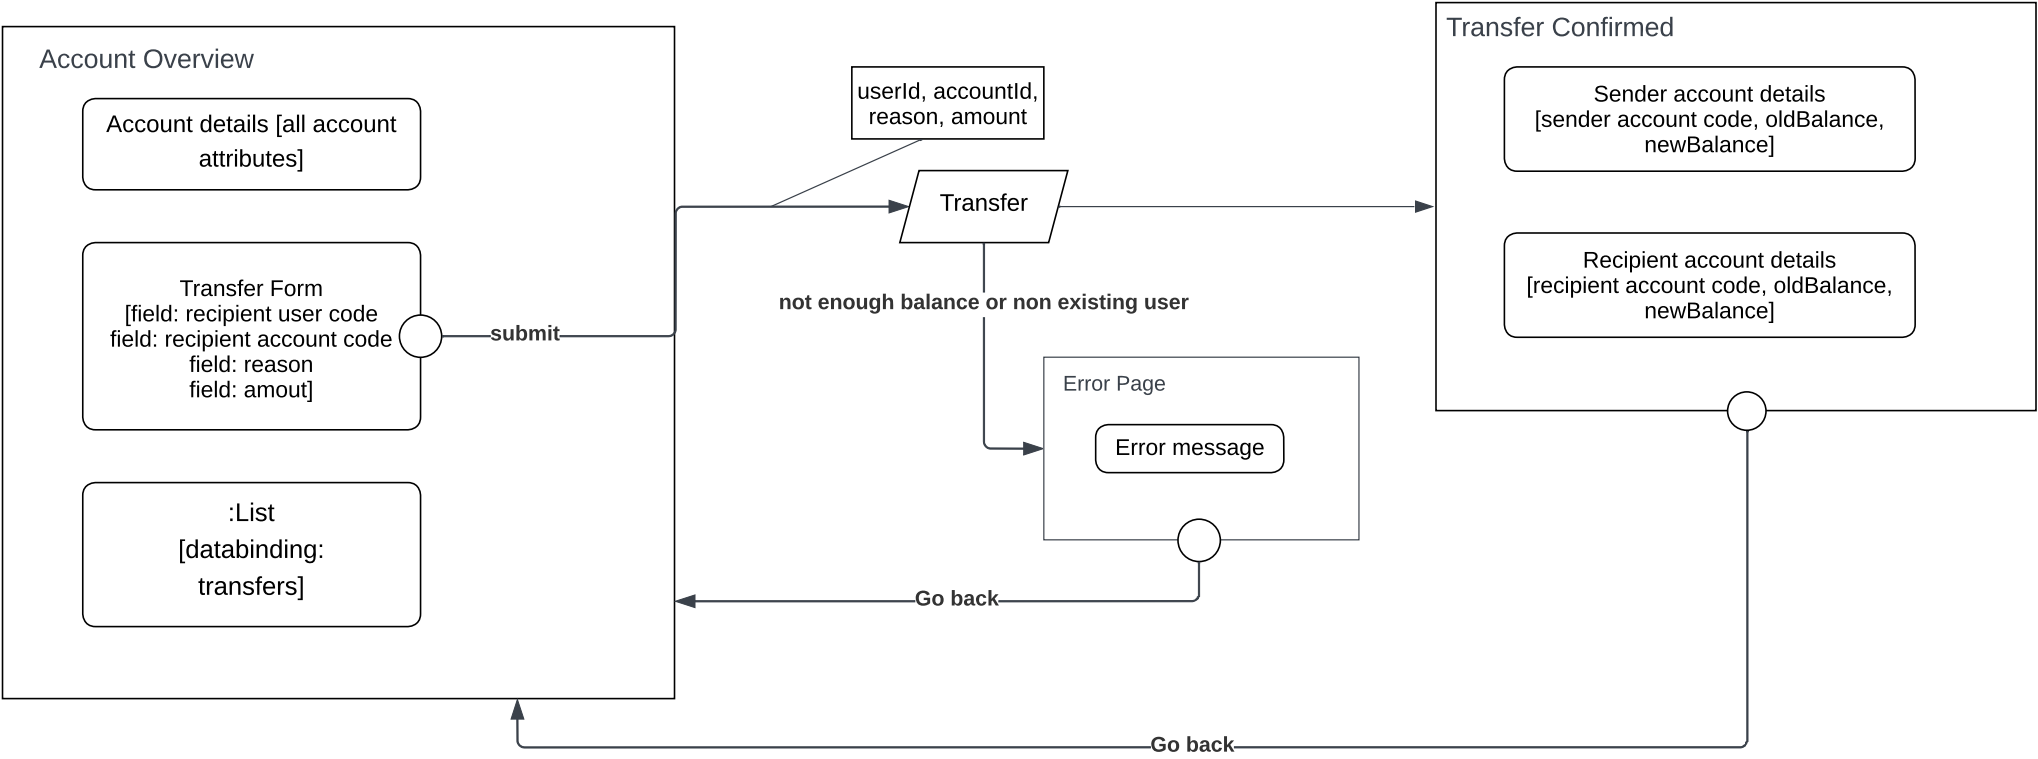 Account Overview
Account details [all account
attributes]
Transfer Form
[field: recipient user code
field: recipient account code
field: reason
field: amout]
submit
:List
[databinding:
transfers]
userId, accountId,
reason, amount
Transfer
not enough balance or non existing user
Error Page
Error message
Go back
Transfer Confirmed
Sender account details
[sender account code, oldBalance,
newBalance]
Recipient account details
[recipient account code, oldBalance,
newBalance]
Go back